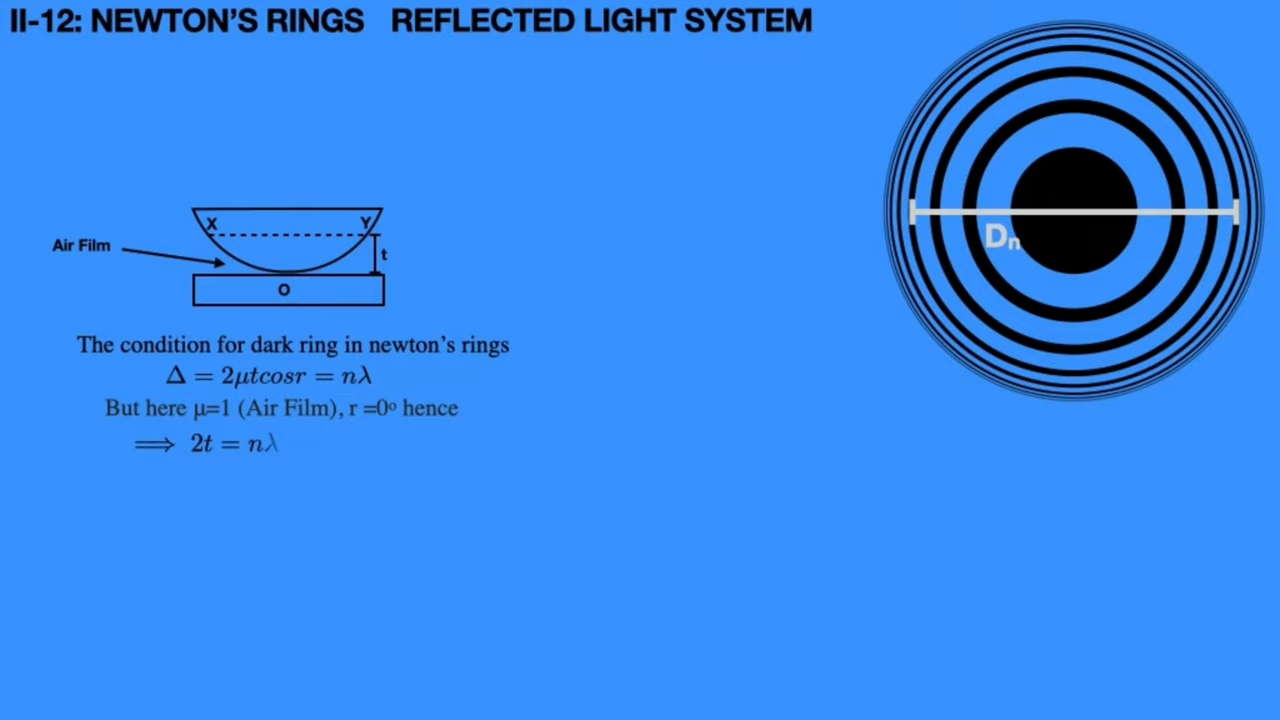 II-12: NEWTON'S RINGS REFLECTED LIGHT SYSTEM
Dn
X Y
Air Film
t
O
The condition for dark ring in newton's rings
Δ = 2μtcosr = nλ
But here μ=1 (Air Film), r =0º hence
⟹ 2t = nλ